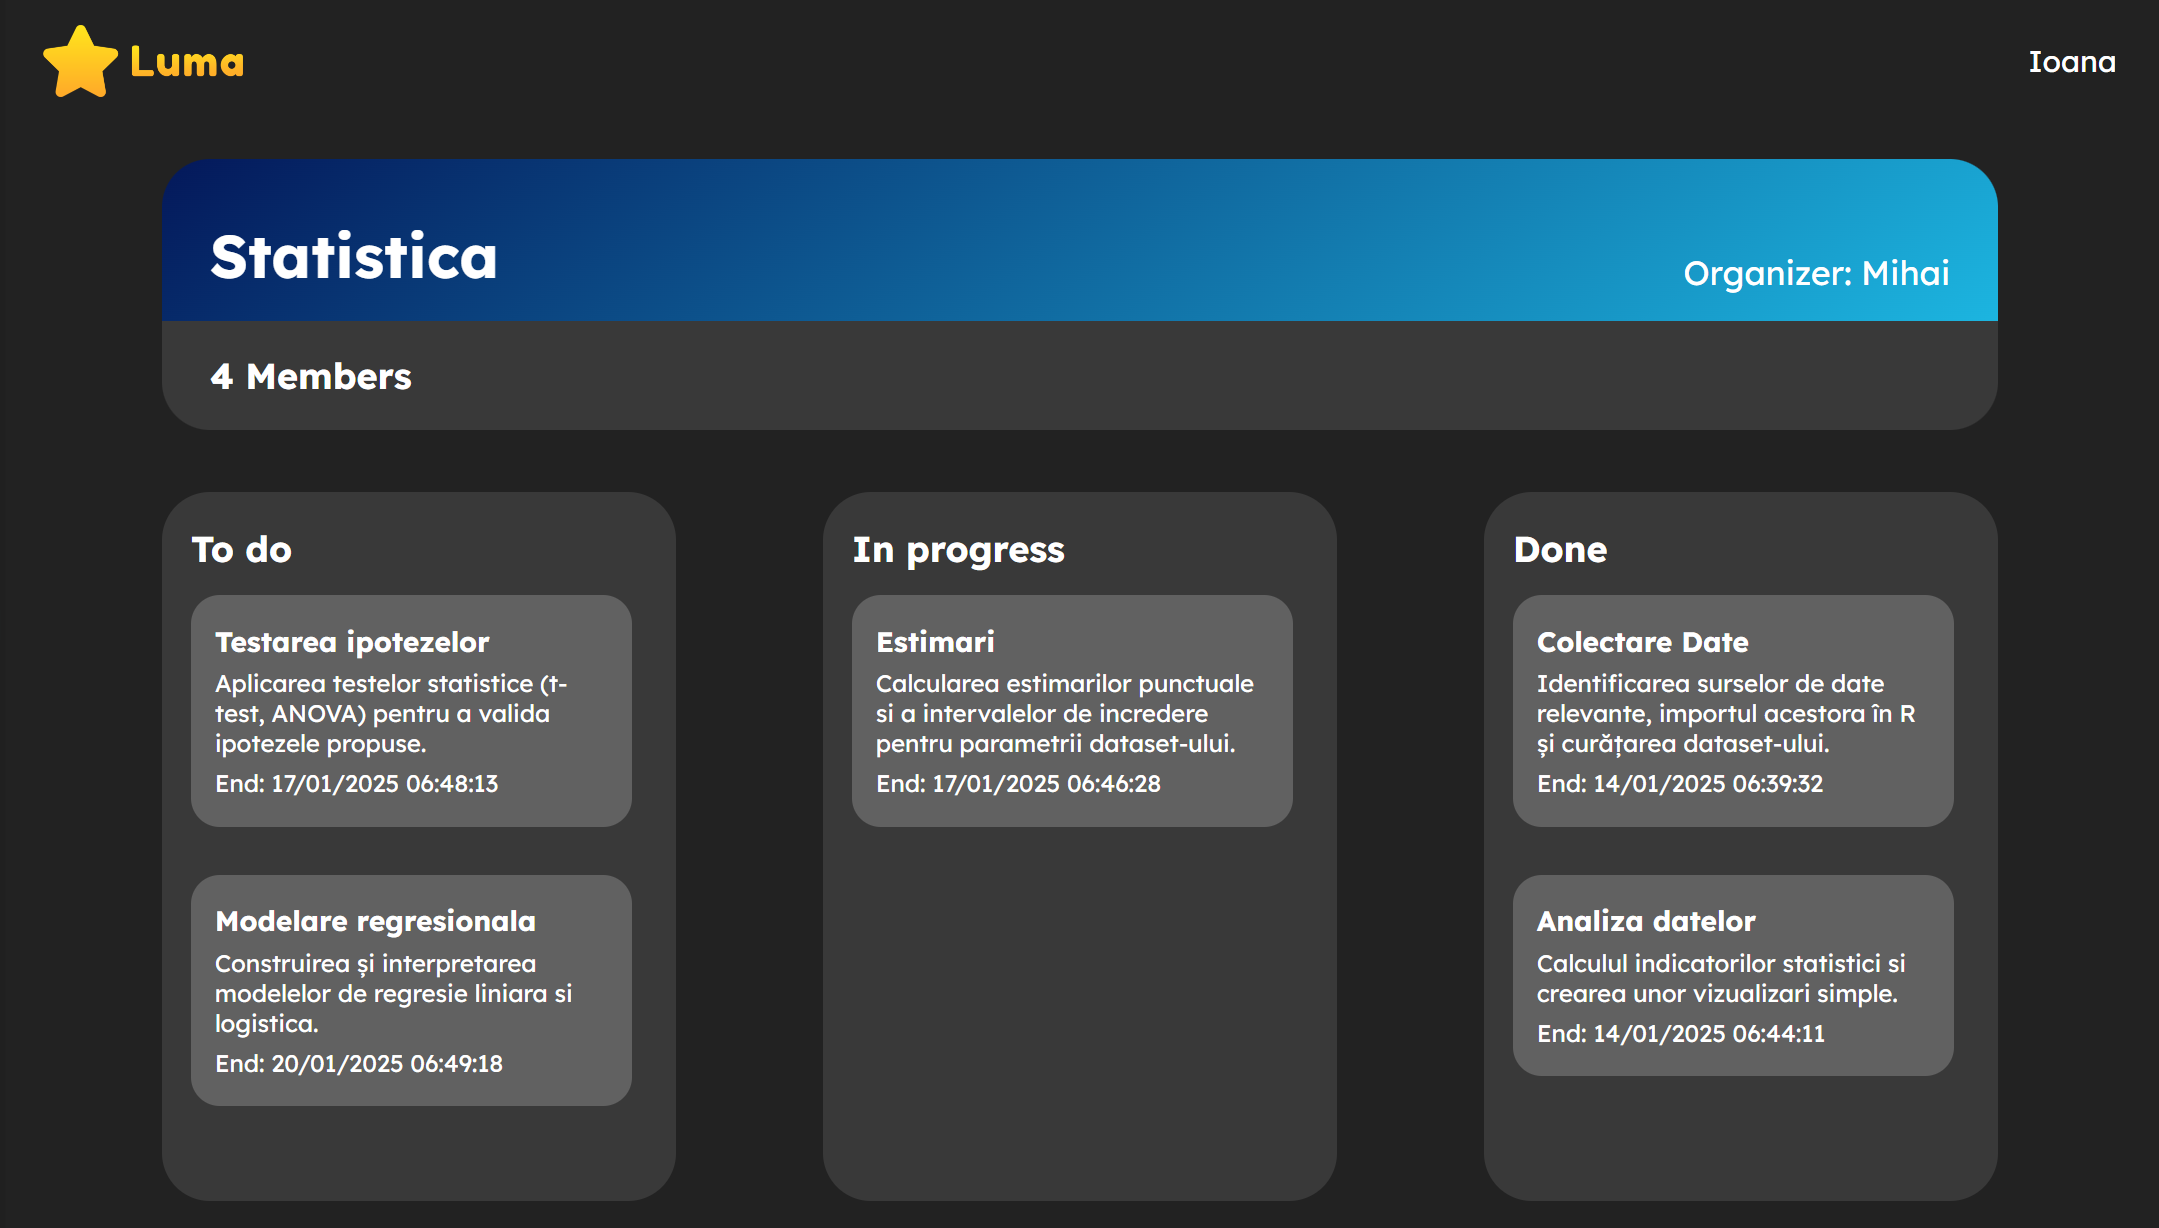 Luma
Ioana
Statistica
Organizer: Mihai
4 Members
To do
Testarea ipotezelor
Aplicarea testelor statistice (t-
test, ANOVA) pentru a valida
ipotezele propuse.
End: 17/01/2025 06:48:13
Modelare regresionala
Construirea și interpretarea
modelelor de regresie liniara si
logistica.
End: 20/01/2025 06:49:18
In progress
Estimari
Calcularea estimarilor punctuale
si a intervalelor de incredere
pentru parametrii dataset-ului.
End: 17/01/2025 06:46:28
Done
Colectare Date
Identificarea surselor de date
relevante, importul acestora în R
și curățarea dataset-ului.
End: 14/01/2025 06:39:32
Analiza datelor
Calculul indicatorilor statistici si
crearea unor vizualizari simple.
End: 14/01/2025 06:44:11